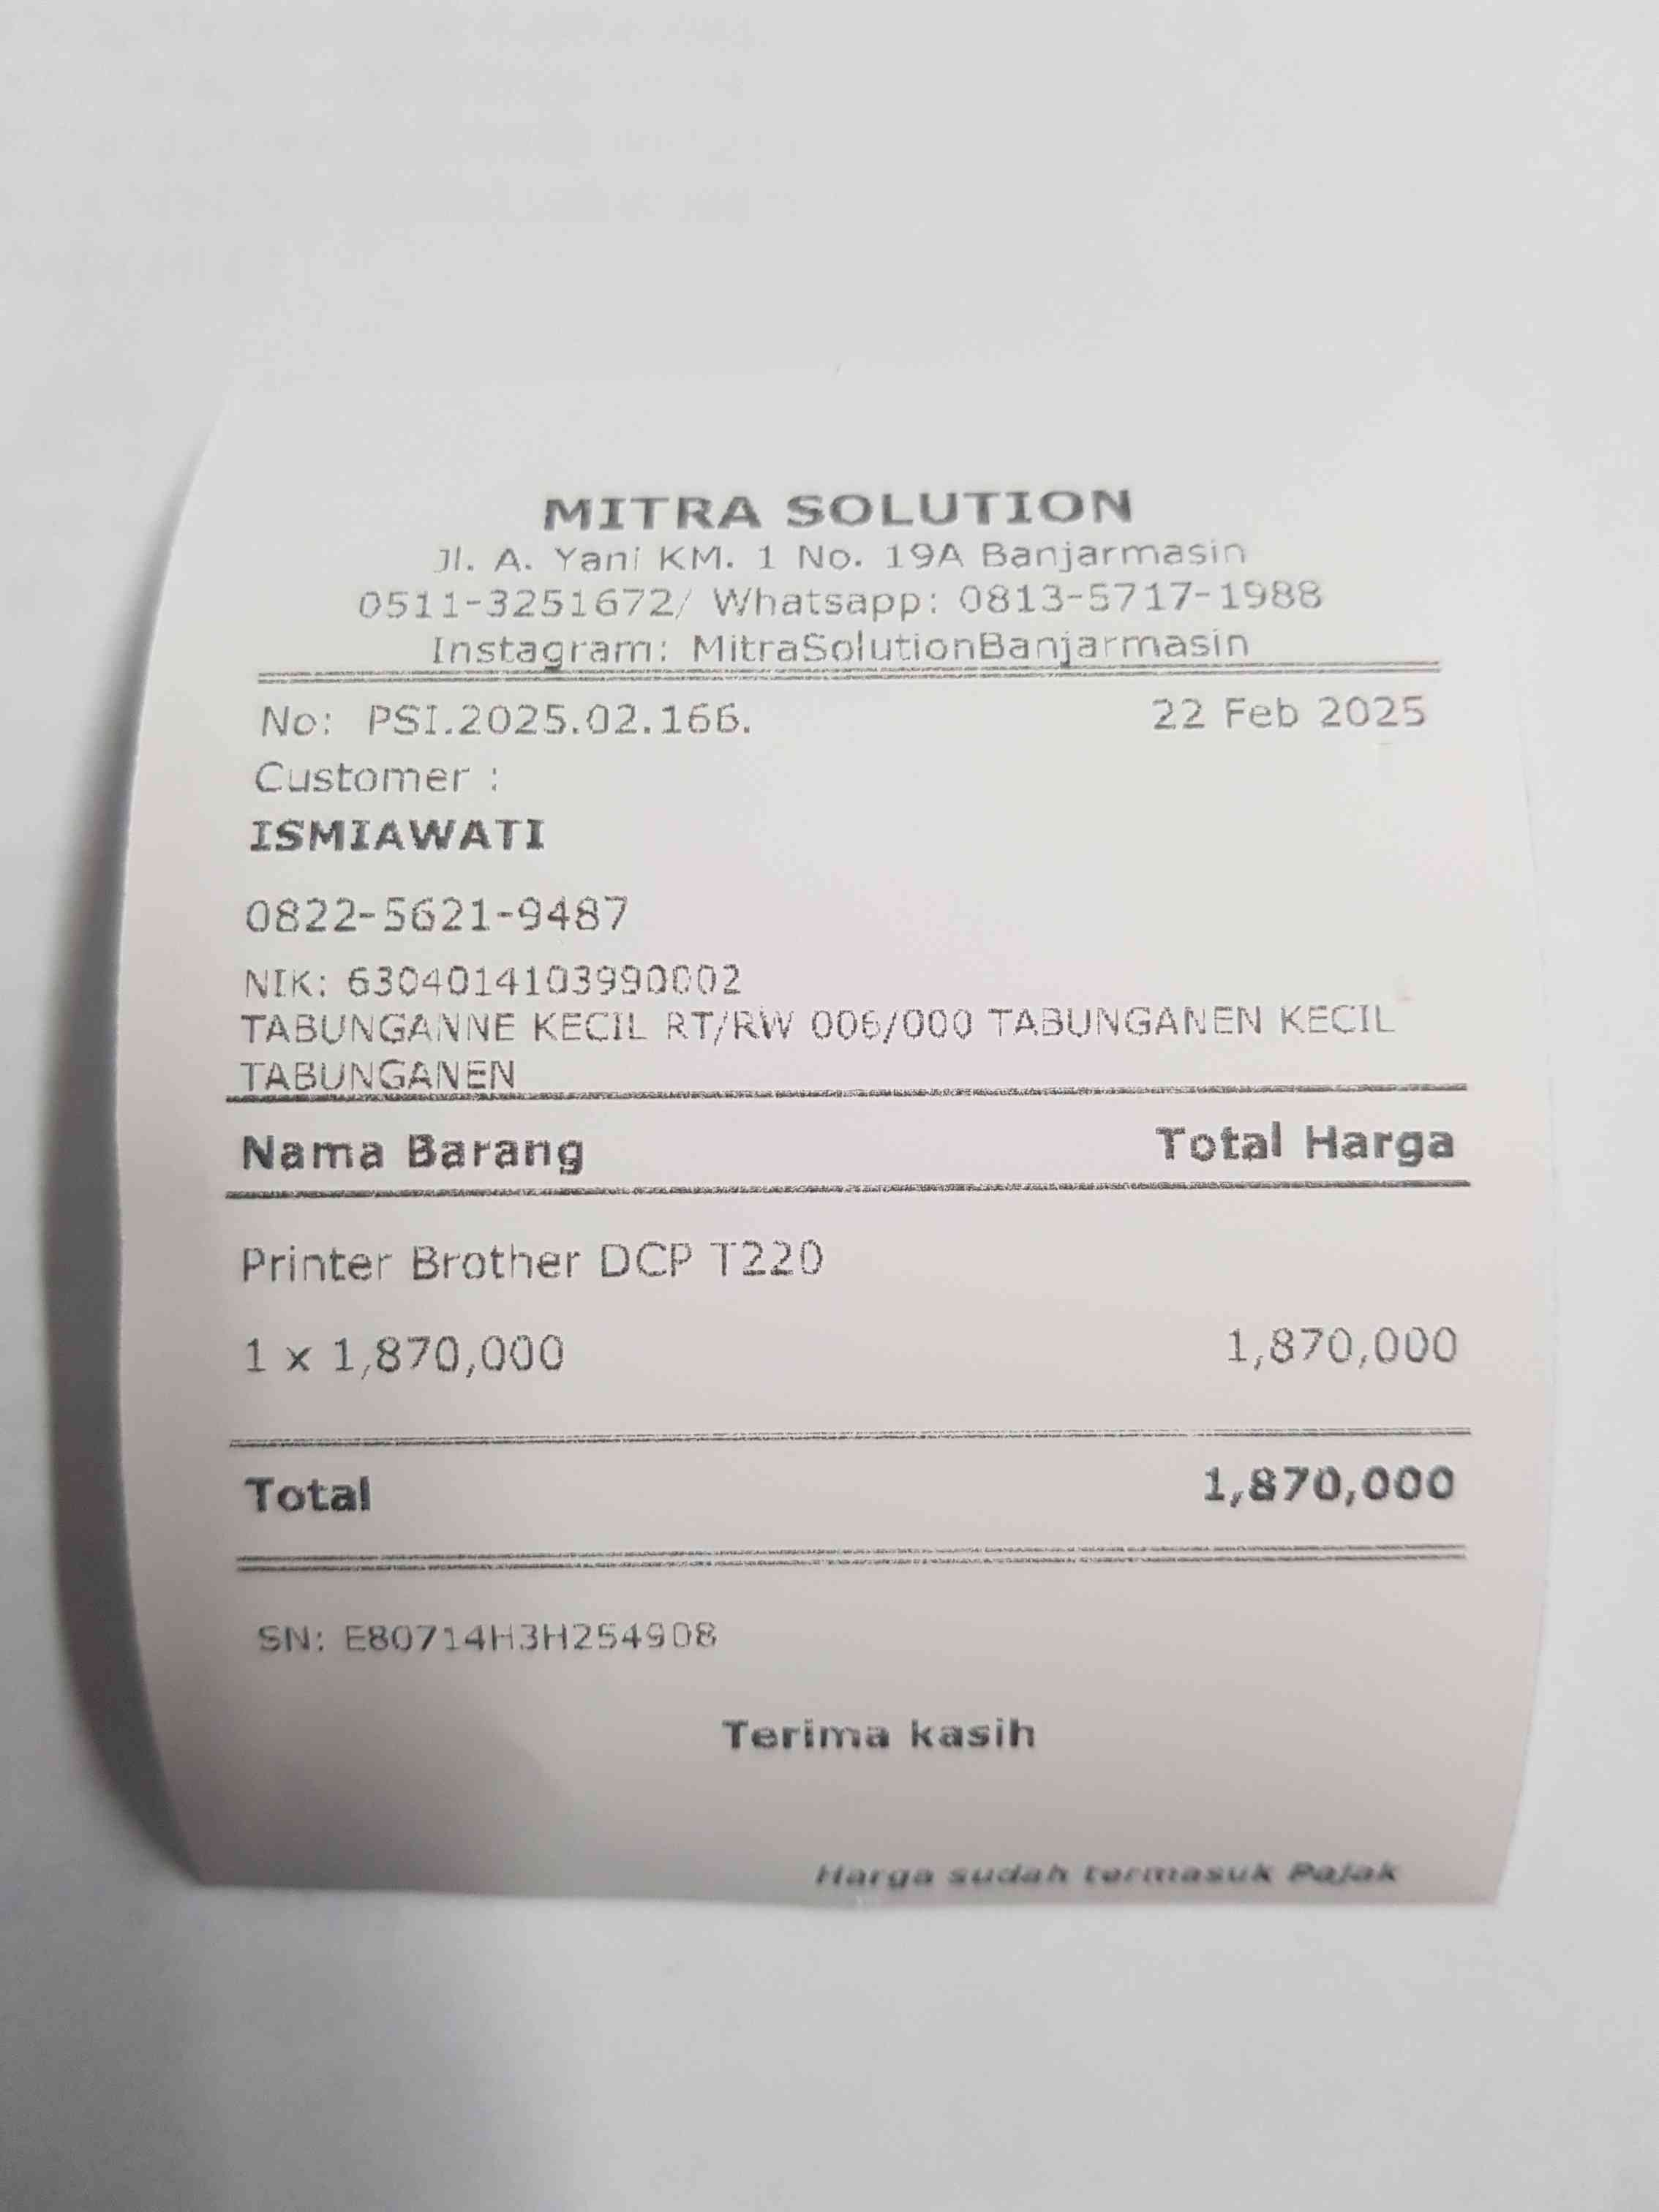 MITRA SOLUTION
Jl. A. Yani KM. 1 No. 19A Banjarmasin
0511-3251672/ Whatsapp: 0813-5717-1988
Instagram: MitraSolutionBanjarmasin
No: PSI.2025.02.166. 22 Feb 2025
Customer :
ISMIAWATI
0822-5621-9487
NIK: 6304014103990002
TABUNGANNE KECIL RT/RW 006/000 TABUNGANEN KECIL
TABUNGANEN
Nama Barang Total Harga
Printer Brother DCP T220
1 x 1,870,000 1,870,000
Total 1,870,000
SN: E80714H3H254908
Terima kasih
Harga sudah termasuk Pajak